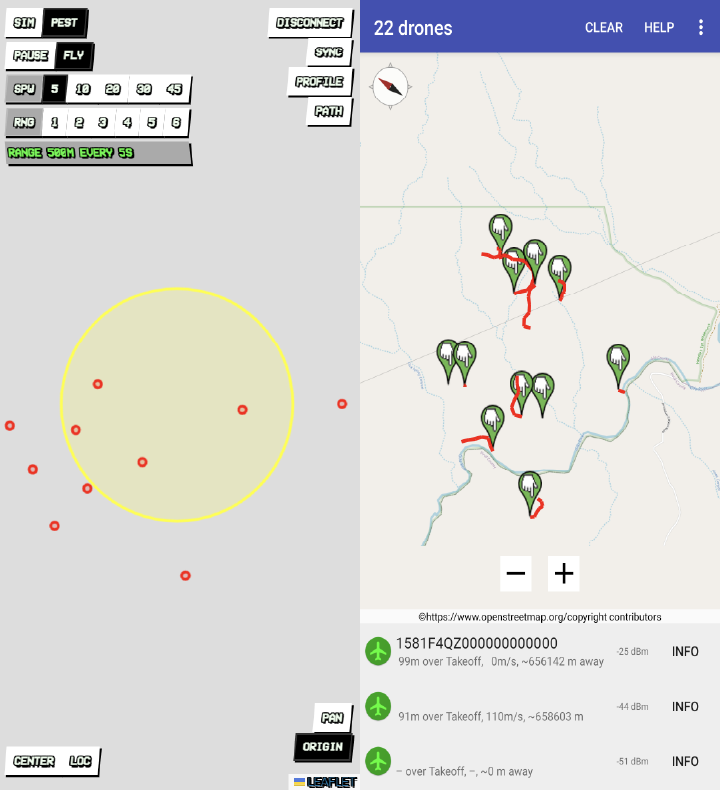 SIM PEST
PAUSE FLY
SPW 5 10 20 30 45
RNG 1 2 3 4 5 6
RANGE 500M EVERY 5S
DISCONNECT
SYNC
PROFILE
PATH
PAN
ORIGIN
CENTER LOC
LEAFLET
22 drones CLEAR HELP
©https://www.openstreetmap.org/copyright contributors
1581F4QZ000000000000 -25 dBm INFO
99m over Takeoff, 0m/s, ~656142 m away
-44 dBm INFO
91m over Takeoff, 110m/s, ~658603 m
-51 dBm INFO
– over Takeoff, –, ~0 m away